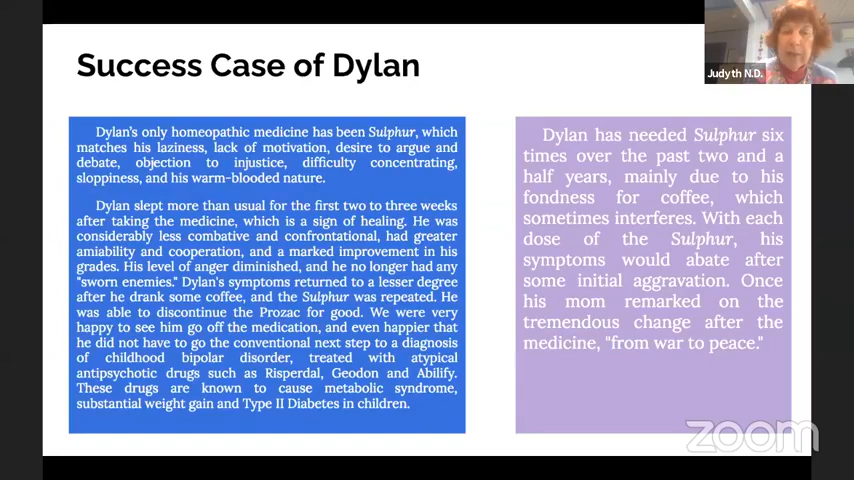 Success Case of Dylan
Judyth N.D.
Dylan's only homeopathic medicine has been Sulphur, which
matches his laziness, lack of motivation, desire to argue and
debate, objection to injustice, difficulty concentrating,
sloppiness, and his warm-blooded nature.
Dylan slept more than usual for the first two to three weeks
after taking the medicine, which is a sign of healing. He was
considerably less combative and confrontational, had greater
amiability and cooperation, and a marked improvement in his
grades. His level of anger diminished, and he no longer had any
"sworn enemies." Dylan's symptoms returned to a lesser degree
after he drank some coffee, and the Sulphur was repeated. He
was able to discontinue the Prozac for good. We were very
happy to see him go off the medication, and even happier that
he did not have to go the conventional next step to a diagnosis
of childhood bipolar disorder, treated with atypical
antipsychotic drugs such as Risperdal, Geodon and Abilify.
These drugs are known to cause metabolic syndrome,
substantial weight gain and Type II Diabetes in children.
Dylan has needed Sulphur six
times over the past two and a
half years, mainly due to his
fondness for coffee, which
sometimes interferes. With each
dose of the Sulphur, his
symptoms would abate after
some initial aggravation. Once
his mom remarked on the
tremendous change after the
medicine, "from war to peace."
zoom